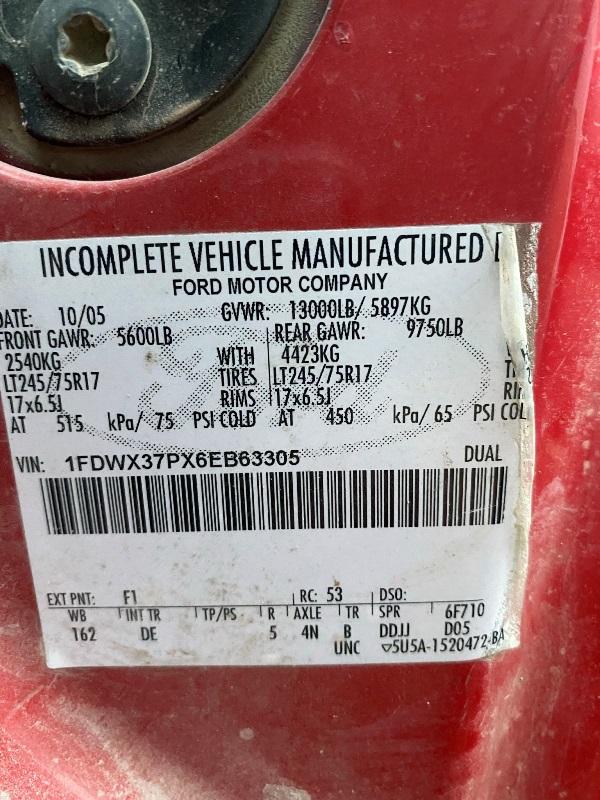 INCOMPLETE VEHICLE MANUFACTURED
FORD MOTOR COMPANY
DATE: 10/05 GVWR: 13000LB/ 5897KG
FRONT GAWR: 5600LB REAR GAWR: 9750LB
2540KG WITH 4423KG
LT245/75R17 TIRES LT245/75R17
17x6.5J RIMS 17x6.5J RIM
AT 515 kPa/ 75 PSI COLD AT 450 kPa/ 65 PSI COL
VIN: 1FDWX37PX6EB63305 DUAL
EXT PNT: F1 RC: 53 DSO:
WB INT TR TP/PS R AXLE TR SPR 6F710
162 DE 5 4N B DDJJ D05
UNC ▽5U5A-1520472-BA